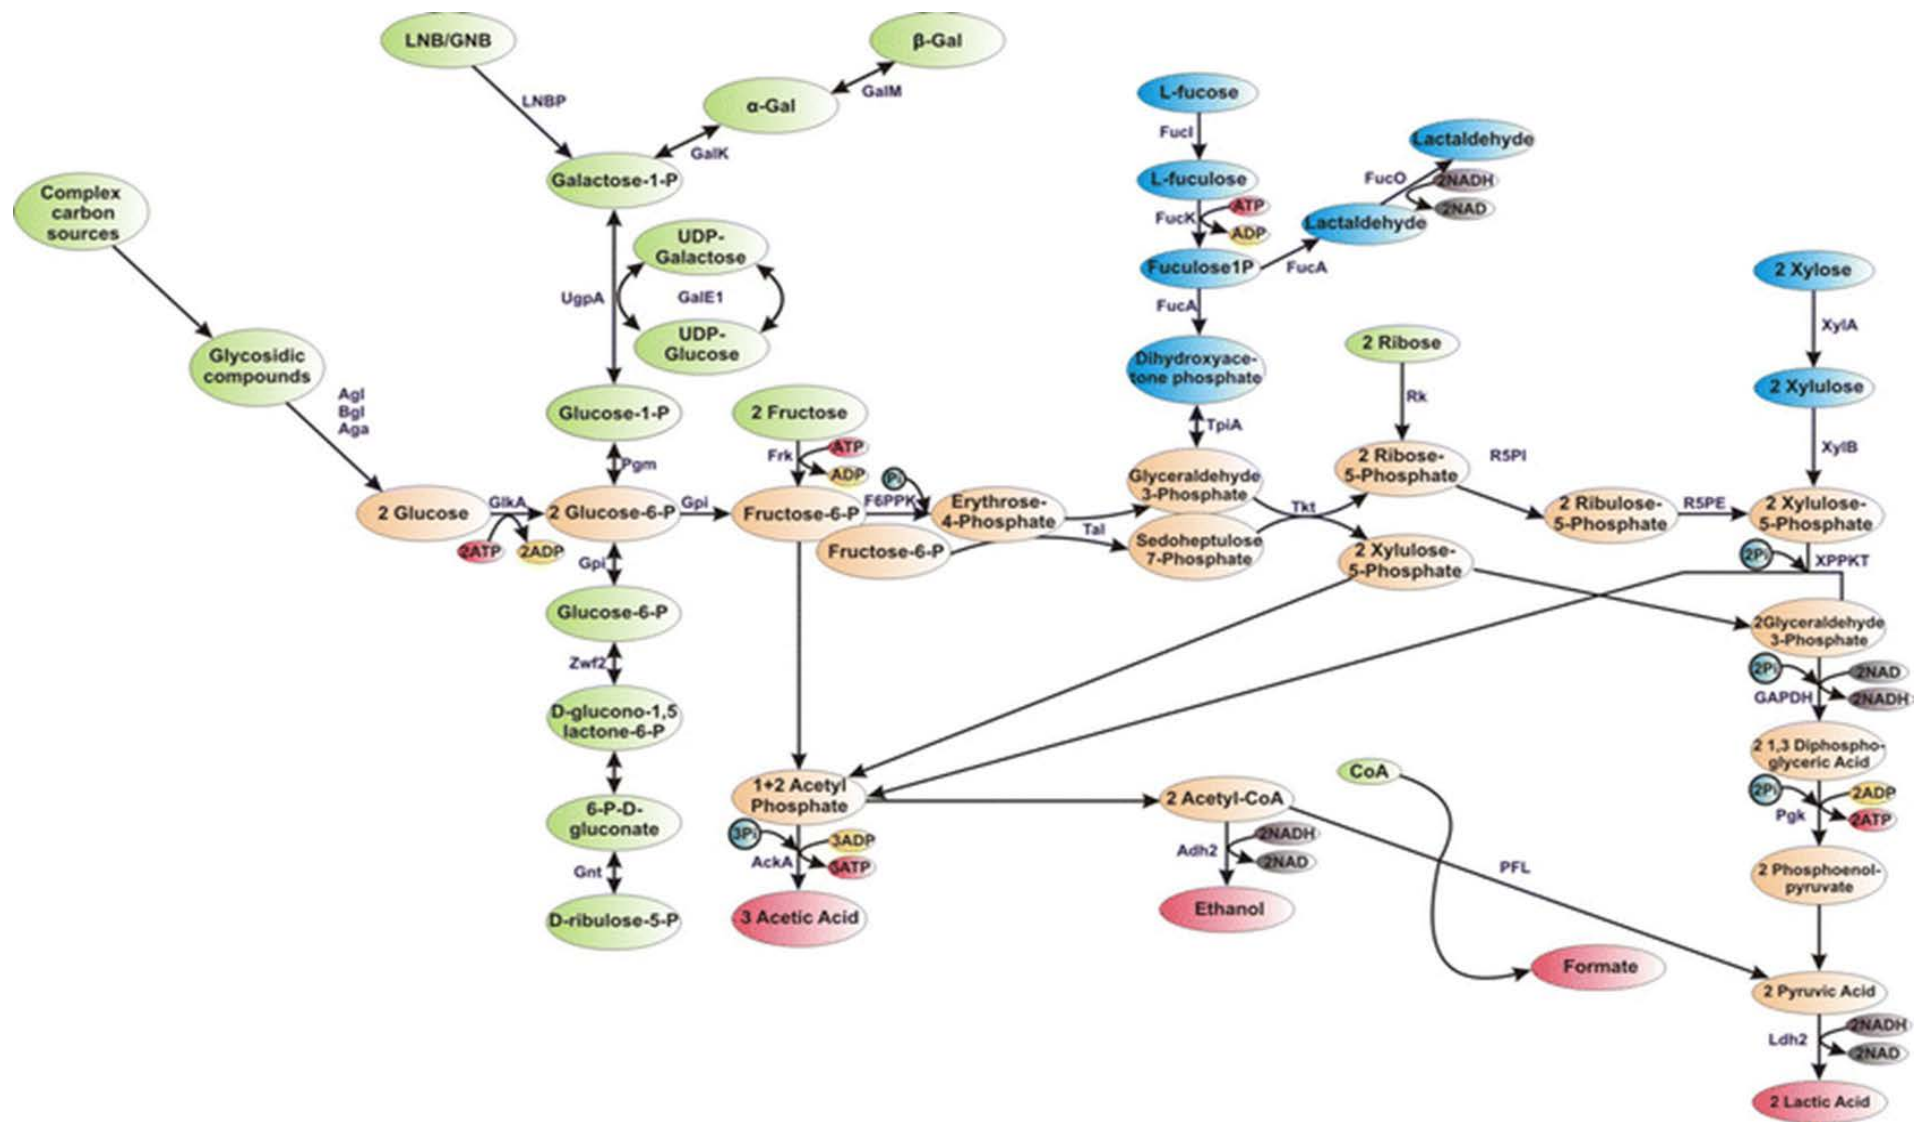 LNB/GNB
β-Gal
LNBP
GalM
α-Gal
GalK
Galactose-1-P
Complex
carbon
sources
UDP-
Galactose
UgpA
GalE1
UDP-
Glucose
Glycosidic
compounds
Agl
Bgl
Aga
Glucose-1-P
Pgm
2 Fructose
Frk
ATP
ADP
Pi
2 Glucose
GlkA
2ATP
2ADP
2 Glucose-6-P
Gpi
Fructose-6-P
F6PPK
Fructose-6-P
Erythrose-
4-Phosphate
Tal
Gpi
Glucose-6-P
Zwf2
D-glucono-1,5
lactone-6-P
6-P-D-
gluconate
Gnt
D-ribulose-5-P
L-fucose
FucI
L-fuculose
FucK
ATP
ADP
Fuculose1P
FucA
Lactaldehyde
FucO
2NADH
2NAD
Lactaldehyde
FucA
Dihydroxyace-
tone phosphate
TpiA
Glyceraldehyde
3-Phosphate
Sedoheptulose
7-Phosphate
Tkt
2 Ribose
Rk
2 Ribose-
5-Phosphate
R5PI
2 Xylulose-
5-Phosphate
2 Ribulose-
5-Phosphate
R5PE
2 Xylose
XylA
2 Xylulose
XylB
2 Xylulose-
5-Phosphate
2Pi
XPPKT
2Glyceraldehyde
3-Phosphate
2Pi
2NAD
GAPDH
2NADH
2 1,3 Diphospho-
glyceric Acid
2Pi
2ADP
Pgk
2ATP
2 Phosphoenol-
pyruvate
2 Pyruvic Acid
2NADH
Ldh2
2NAD
2 Lactic Acid
1+2 Acetyl
Phosphate
3Pi
3ADP
AckA
3ATP
3 Acetic Acid
2 Acetyl-CoA
2NADH
Adh2
2NAD
Ethanol
CoA
PFL
Formate